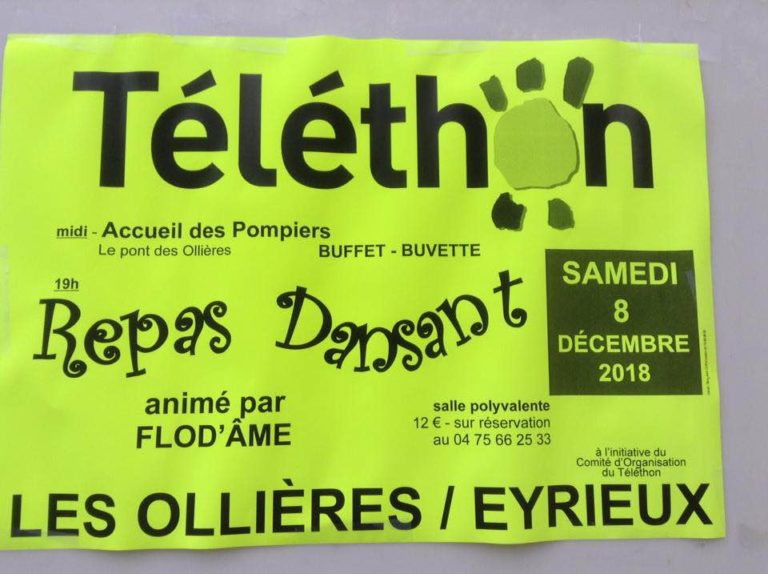 Téléthon
midi - Accueil des Pompiers
Le pont des Ollières
BUFFET - BUVETTE
19h
Repas Dansant
SAMEDI
8
DÉCEMBRE
2018
animé par
FLOD'ÂME
salle polyvalente
12 € - sur réservation
au 04 75 66 25 33
à l'initiative du
Comité d'Organisation
du Téléthon
LES OLLIÈRES / EYRIEUX